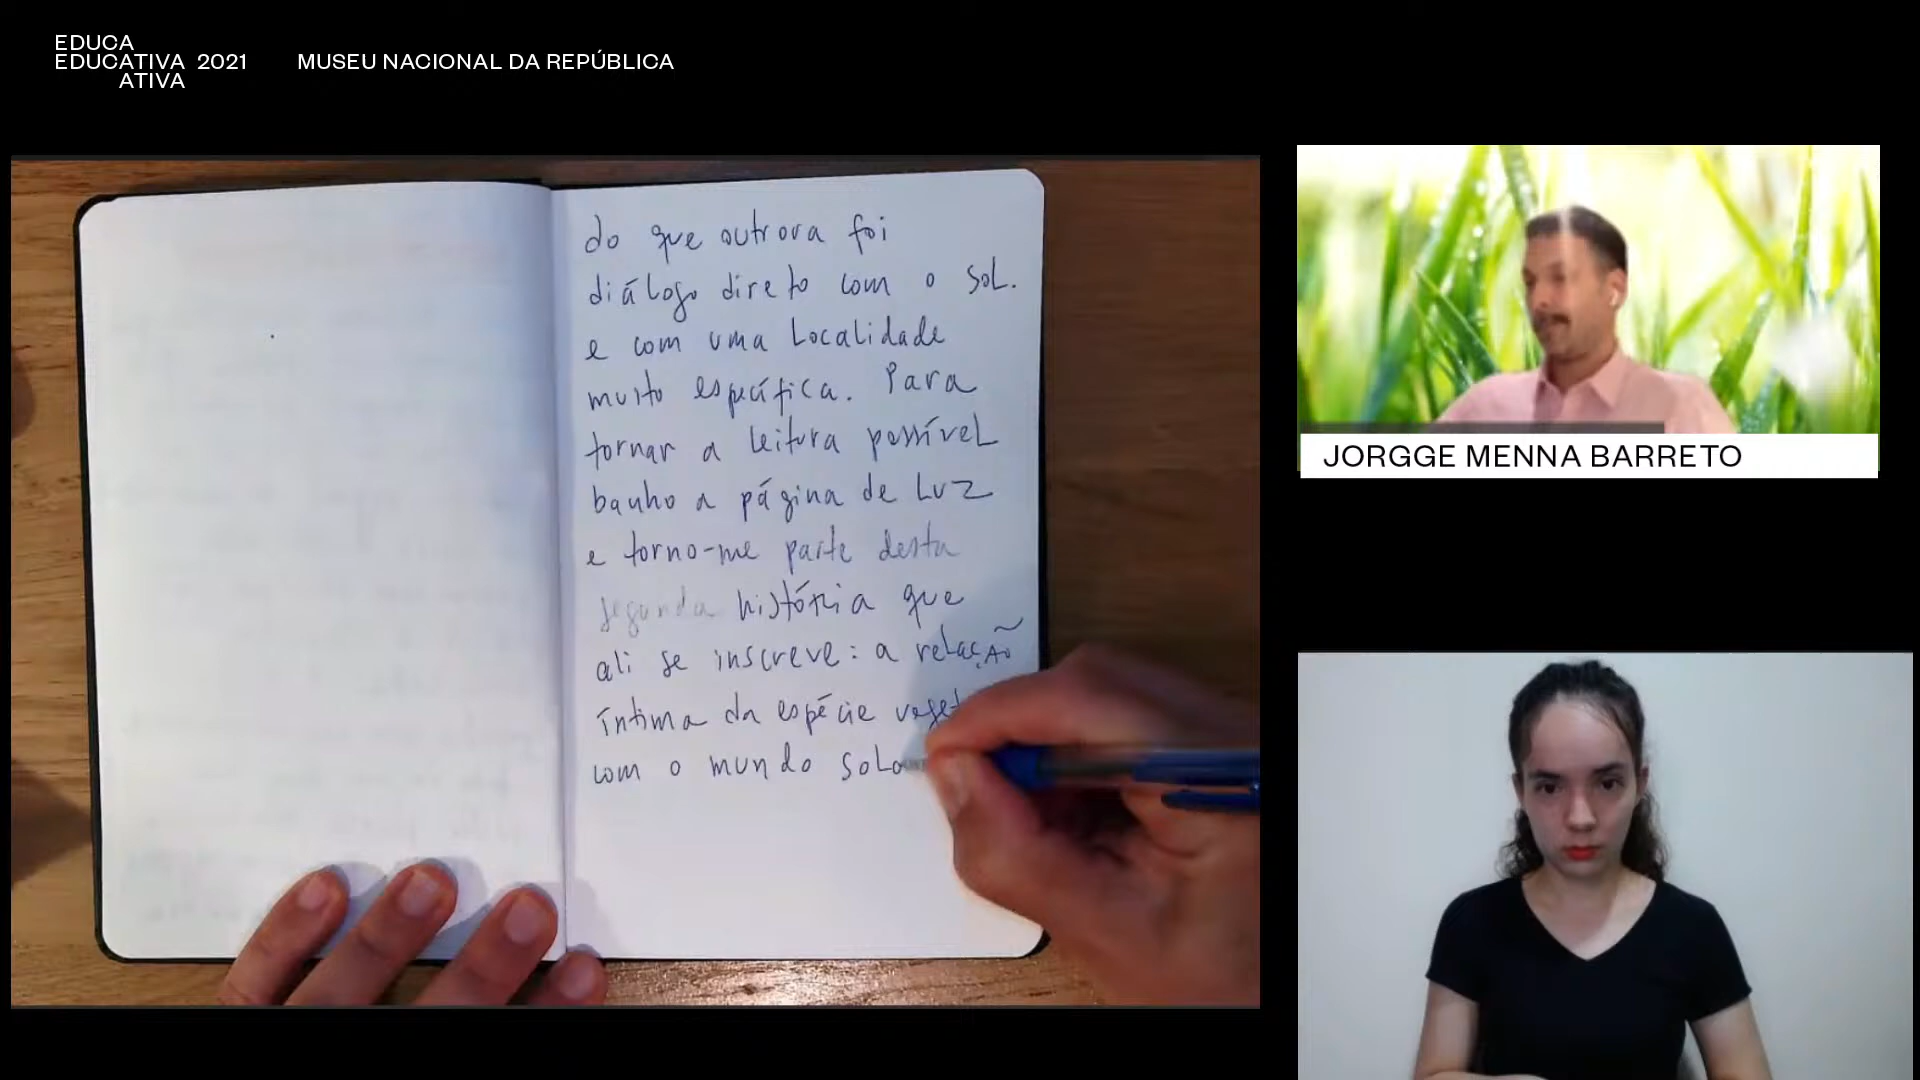 EDUCA
EDUCATIVA 2021
ATIVA
MUSEU NACIONAL DA REPÚBLICA
do que outrora foi
diálogo direto com o sol.
e com uma localidade
muito específica. Para
tornar a leitura possível
banho a página de luz
e torno-me parte desta
segunda história que
ali se inscreve: a relação
íntima da espécie
com o mundo
JORGGE MENNA BARRETO